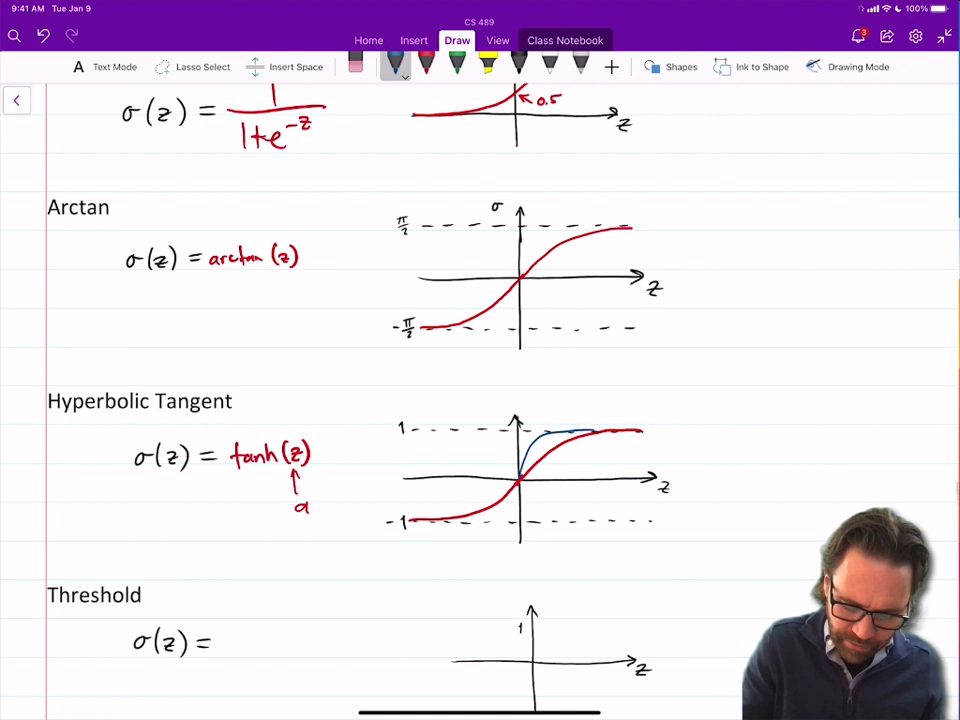 9:41 AM Tue Jan 9
100%
CS 489
Home Insert Draw View Class Notebook
3
A Text Mode Lasso Select Insert Space + Shapes Ink to Shape Drawing Mode
σ(z) = 1/(1+e^-z)
0.5
z
Arctan
σ
π/2
σ(z) = arctan(z)
z
-π/2
Hyperbolic Tangent
1
σ(z) = tanh(z)
z
a
-1
Threshold
1
σ(z) =
z